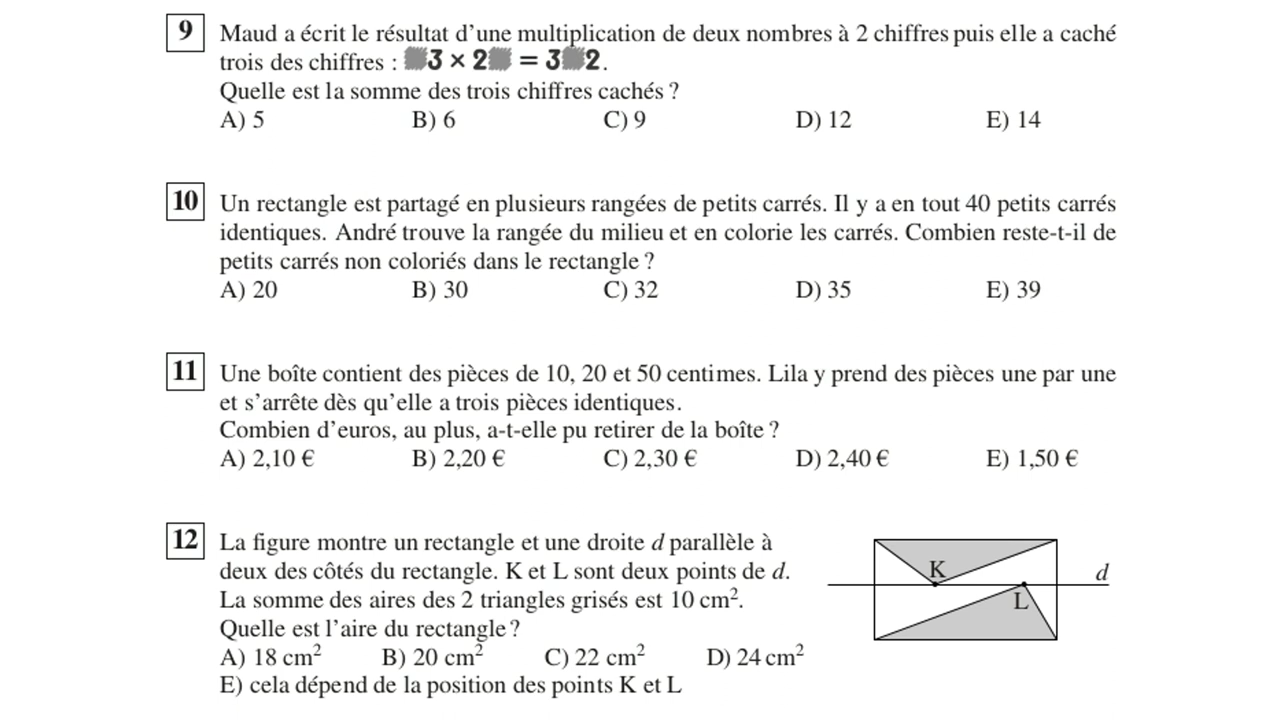 9 Maud a écrit le résultat d'une multiplication de deux nombres à 2 chiffres puis elle a caché
trois des chiffres : 3 × 2 = 3 2.
Quelle est la somme des trois chiffres cachés ?
A) 5 B) 6 C) 9 D) 12 E) 14
10 Un rectangle est partagé en plusieurs rangées de petits carrés. Il y a en tout 40 petits carrés
identiques. André trouve la rangée du milieu et en colorie les carrés. Combien reste-t-il de
petits carrés non coloriés dans le rectangle ?
A) 20 B) 30 C) 32 D) 35 E) 39
11 Une boîte contient des pièces de 10, 20 et 50 centimes. Lila y prend des pièces une par une
et s'arrête dès qu'elle a trois pièces identiques.
Combien d'euros, au plus, a-t-elle pu retirer de la boîte ?
A) 2,10 € B) 2,20 € C) 2,30 € D) 2,40 € E) 1,50 €
12 La figure montre un rectangle et une droite d parallèle à
deux des côtés du rectangle. K et L sont deux points de d.
La somme des aires des 2 triangles grisés est 10 cm².
Quelle est l'aire du rectangle ?
A) 18 cm² B) 20 cm² C) 22 cm² D) 24 cm²
E) cela dépend de la position des points K et L
K
d
L